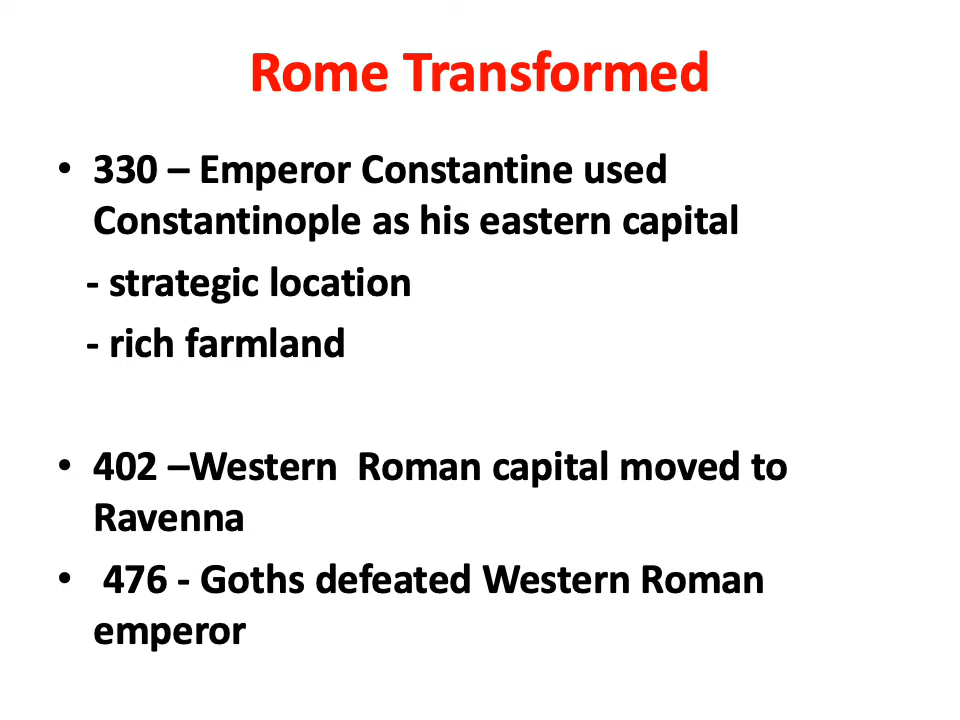 Rome Transformed
• 330 – Emperor Constantine used
Constantinople as his eastern capital
- strategic location
- rich farmland
• 402 –Western  Roman capital moved to
Ravenna
•  476 - Goths defeated Western Roman
emperor